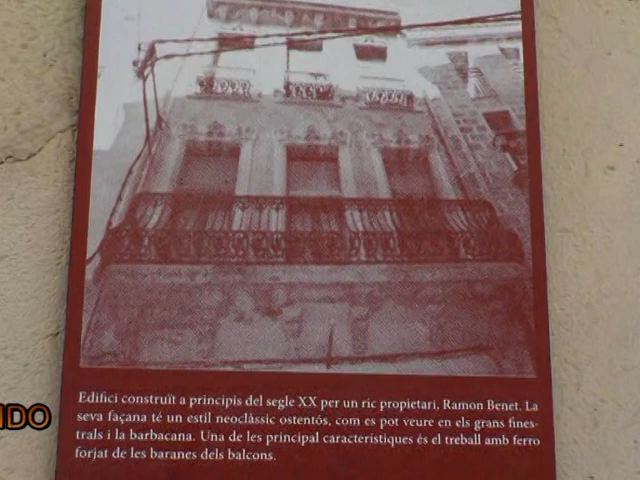 Edifici construït a principis del segle XX per un ric propietari, Ramon Benet. La
seva façana té un estil neoclàssic ostentós, com es pot veure en els grans fines-
trals i la barbacana. Una de les principal característiques és el treball amb ferro
forjat de les baranes dels balcons.
NDO